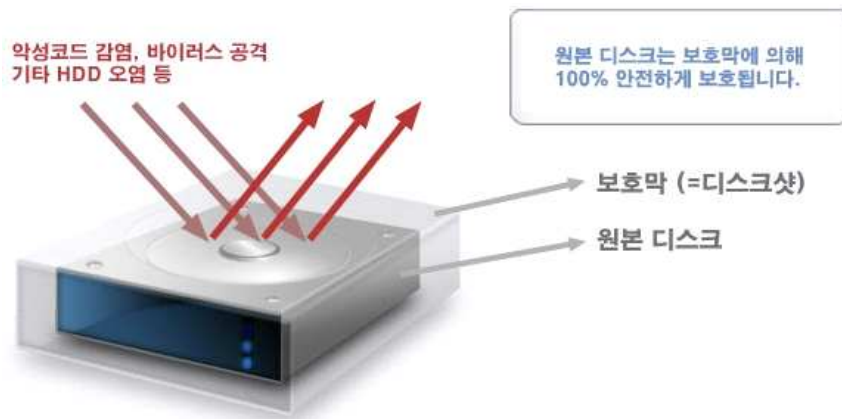 악성코드 감염, 바이러스 공격
기타 HDD 오염 등
원본 디스크는 보호막에 의해
100% 안전하게 보호됩니다.
보호막 (=디스크샷)
원본 디스크